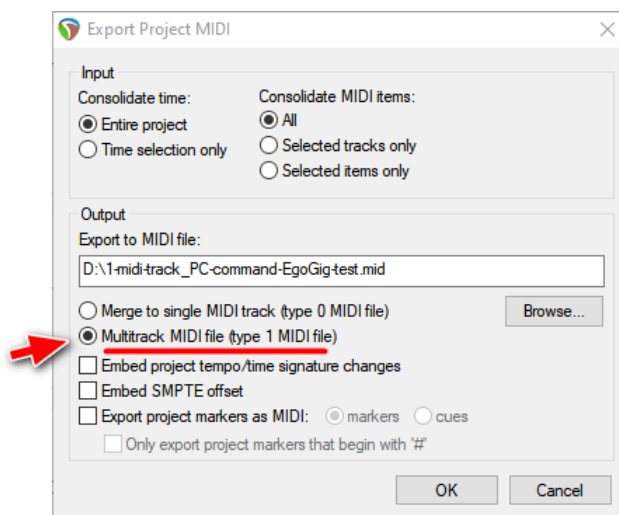 Export Project MIDI
Input
Consolidate time:
Entire project
Time selection only
Consolidate MIDI items:
All
Selected tracks only
Selected items only
Output
Export to MIDI file:
D:\1-midi-track_PC-command-EgoGig-test.mid
Merge to single MIDI track (type 0 MIDI file)
Browse...
Multitrack MIDI file (type 1 MIDI file)
Embed project tempo/time signature changes
Embed SMPTE offset
Export project markers as MIDI: markers cues
Only export project markers that begin with '#'
OK Cancel